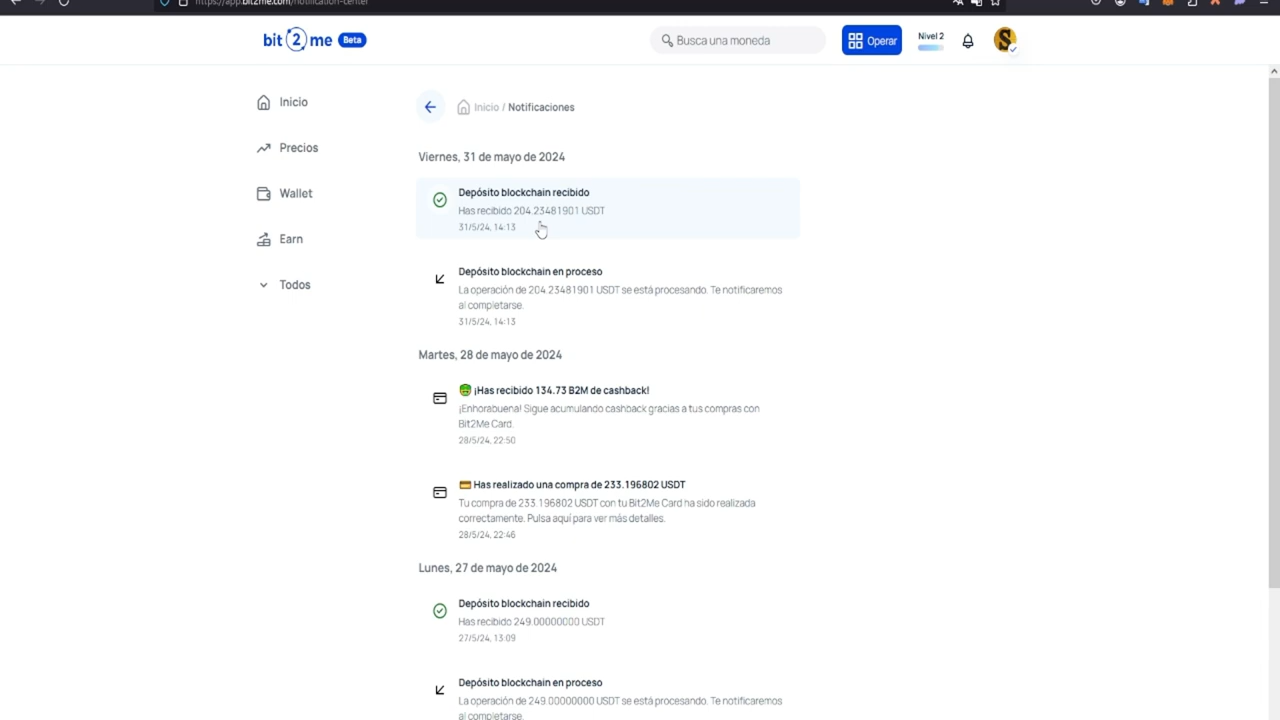 https://app.bit2me.com/notification-center
bit 2 me Beta
Busca una moneda
Operar
Nivel 2
Inicio
Precios
Wallet
Earn
Todos
Inicio / Notificaciones
Viernes, 31 de mayo de 2024
Depósito blockchain recibido
Has recibido 204.23481901 USDT
31/5/24, 14:13
Depósito blockchain en proceso
La operación de 204.23481901 USDT se está procesando. Te notificaremos
al completarse.
31/5/24, 14:13
Martes, 28 de mayo de 2024
¡Has recibido 134.73 B2M de cashback!
¡Enhorabuena! Sigue acumulando cashback gracias a tus compras con
Bit2Me Card.
28/5/24, 22:50
Has realizado una compra de 233.196802 USDT
Tu compra de 233.196802 USDT con tu Bit2Me Card ha sido realizada
correctamente. Pulsa aquí para ver más detalles.
28/5/24, 22:46
Lunes, 27 de mayo de 2024
Depósito blockchain recibido
Has recibido 249.00000000 USDT
27/5/24, 13:09
Depósito blockchain en proceso
La operación de 249.00000000 USDT se está procesando. Te notificaremos
al completarse.